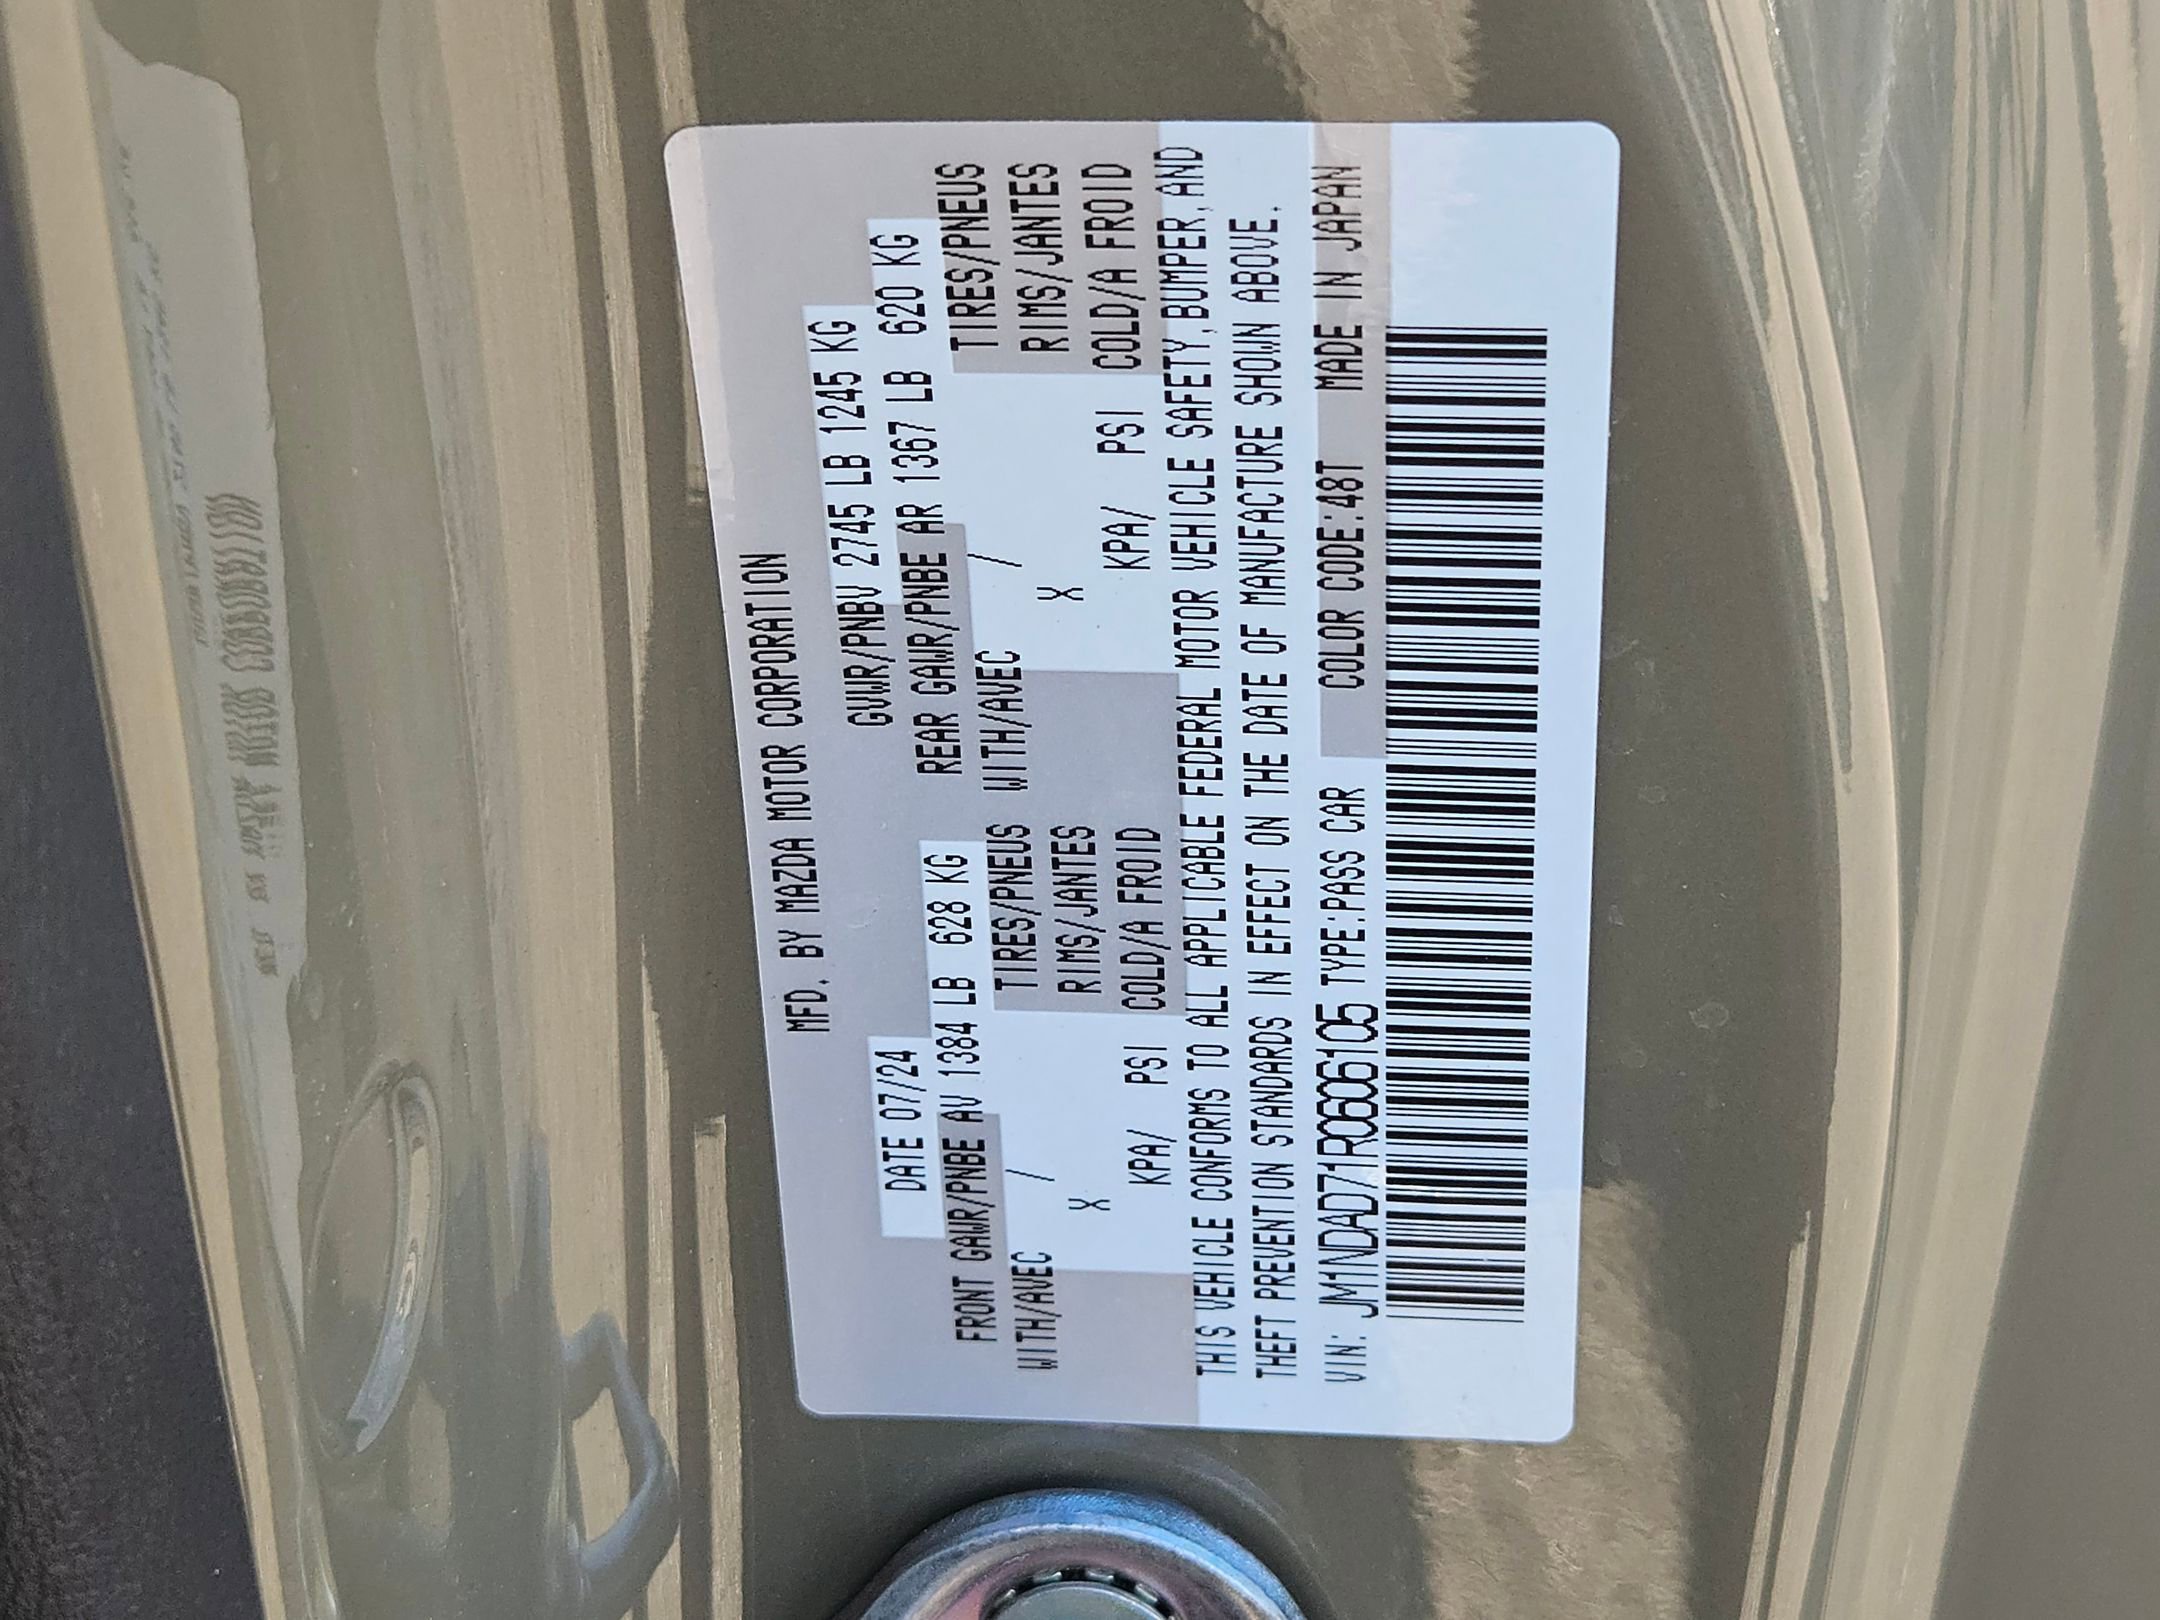 MFD. BY MAZDA MOTOR CORPORATION
DATE 07/24 GVWR/PNBV 2745 LB 1245 KG
FRONT GAWR/PNBE AV 1384 LB 628 KG REAR GAWR/PNBE AR 1367 LB 620 KG
WITH/AVEC / TIRES/PNEUS WITH/AVEC / TIRES/PNEUS
X RIMS/JANTES X RIMS/JANTES
KPA/ PSI COLD/A FROID KPA/ PSI COLD/A FROID
THIS VEHICLE CONFORMS TO ALL APPLICABLE FEDERAL MOTOR VEHICLE SAFETY, BUMPER, AND
THEFT PREVENTION STANDARDS IN EFFECT ON THE DATE OF MANUFACTURE SHOWN ABOVE.
VIN: JM1NDAD71R0606105 TYPE:PASS CAR COLOR CODE:48T MADE IN JAPAN